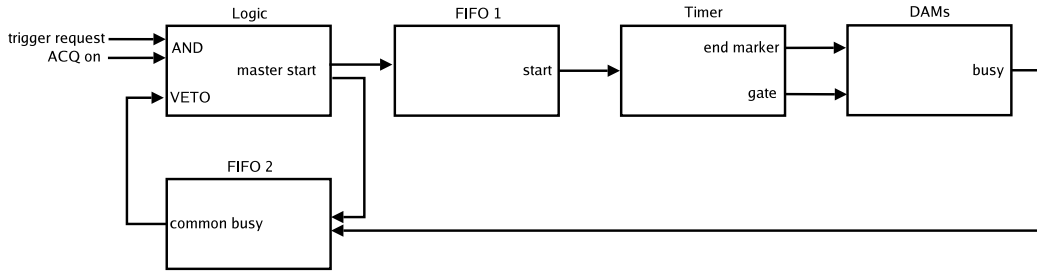 Logic
FIFO 1
Timer
DAMs
trigger request
ACQ on
AND
master start
VETO
start
end marker
gate
busy
FIFO 2
common busy